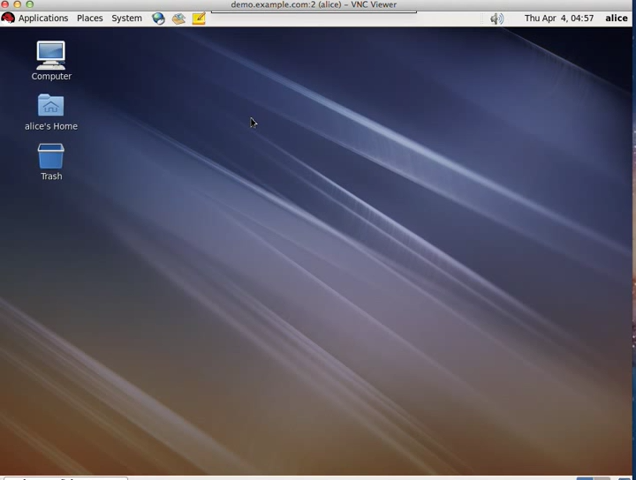 demo.example.com:2 (alice) – VNC Viewer
Applications Places System Thu Apr 4, 04:57 alice
Computer
alice's Home
Trash